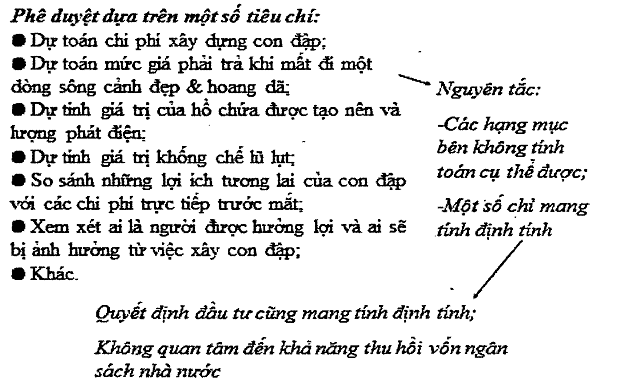 Phê duyệt dựa trên một số tiêu chí:
● Dự toán chi phí xây dựng con đập;
● Dự toán mức giá phải trả khi mất đi một
dòng sông cảnh đẹp & hoang dã;
● Dự tính giá trị của hồ chứa được tạo nên và
lượng phát điện;
● Dự tính giá trị khống chế lũ lụt;
● So sánh những lợi ích tương lai của con đập
với các chi phí trực tiếp trước mắt;
● Xem xét ai là người được hưởng lợi và ai sẽ
bị ảnh hưởng từ việc xây con đập;
● Khác.
Nguyên tắc:
-Các hạng mục
bên không tính
toán cụ thể được;
-Một số chỉ mang
tính định tính
Quyết định đầu tư cũng mang tính định tính;
Không quan tâm đến khả năng thu hồi vốn ngân
sách nhà nước